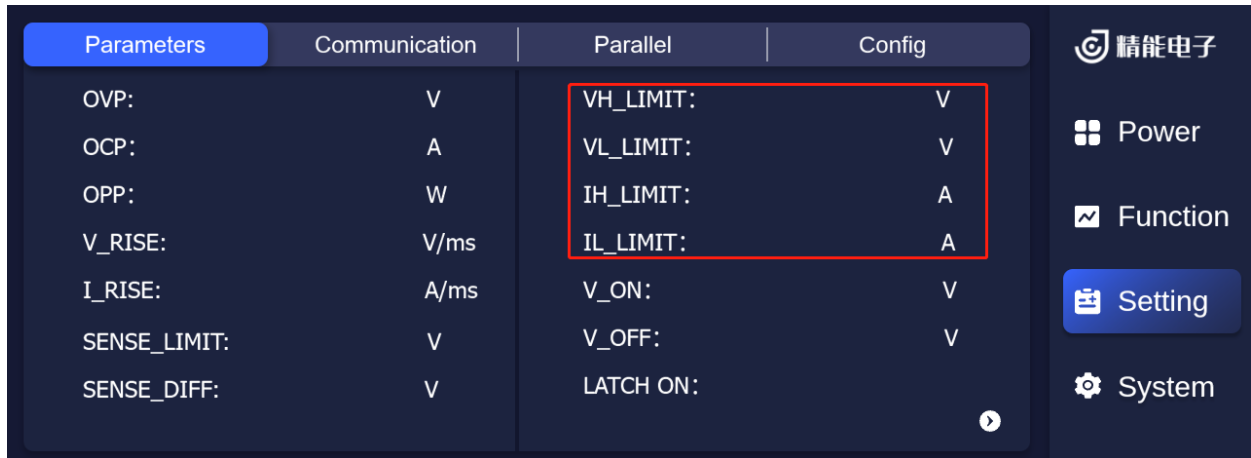 Parameters Communication Parallel Config
OVP: V
OCP: A
OPP: W
V_RISE: V/ms
I_RISE: A/ms
SENSE_LIMIT: V
SENSE_DIFF: V
VH_LIMIT: V
VL_LIMIT: V
IH_LIMIT: A
IL_LIMIT: A
V_ON: V
V_OFF: V
LATCH ON:
精能电子
Power
Function
Setting
System